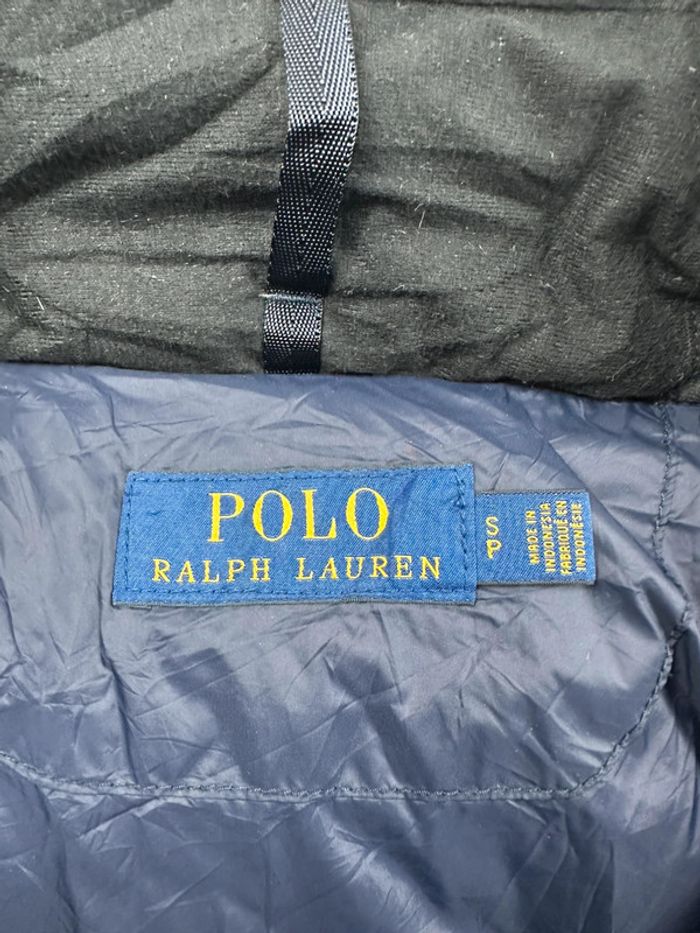 POLO
RALPH LAUREN
S
P
MADE IN
INDONESIA
FABRIQUÉ EN
INDONÉSIE